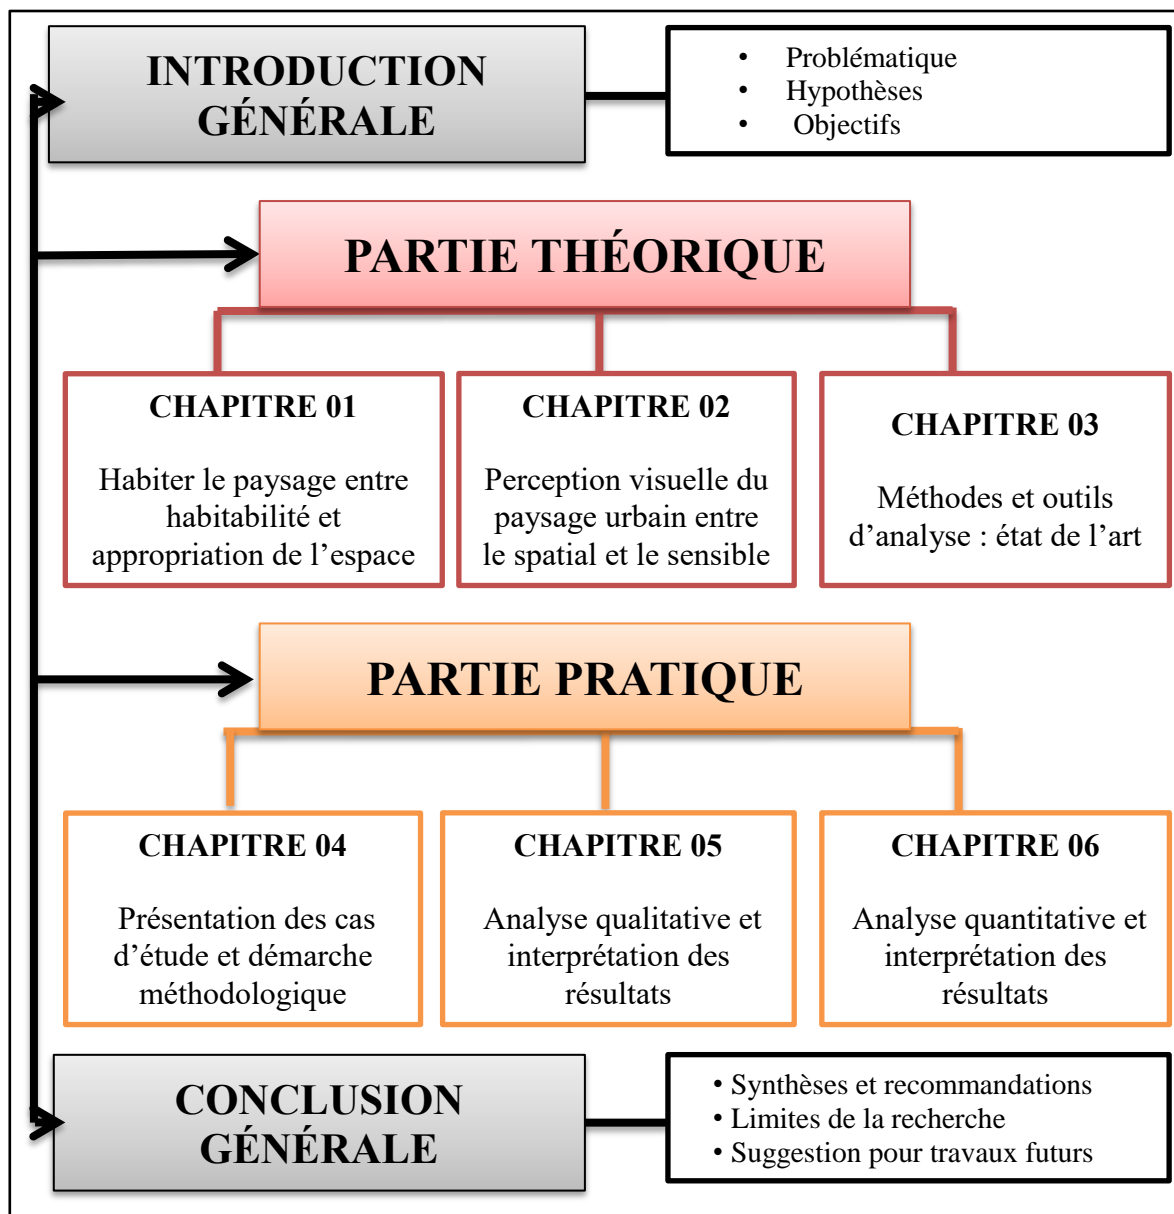 INTRODUCTION
GÉNÉRALE
• Problématique
• Hypothèses
• Objectifs
PARTIE THÉORIQUE
CHAPITRE 01
Habiter le paysage entre
habitabilité et
appropriation de l’espace
CHAPITRE 02
Perception visuelle du
paysage urbain entre
le spatial et le sensible
CHAPITRE 03
Méthodes et outils
d’analyse : état de l’art
PARTIE PRATIQUE
CHAPITRE 04
Présentation des cas
d’étude et démarche
méthodologique
CHAPITRE 05
Analyse qualitative et
interprétation des
résultats
CHAPITRE 06
Analyse quantitative et
interprétation des
résultats
CONCLUSION
GÉNÉRALE
• Synthèses et recommandations
• Limites de la recherche
• Suggestion pour travaux futurs